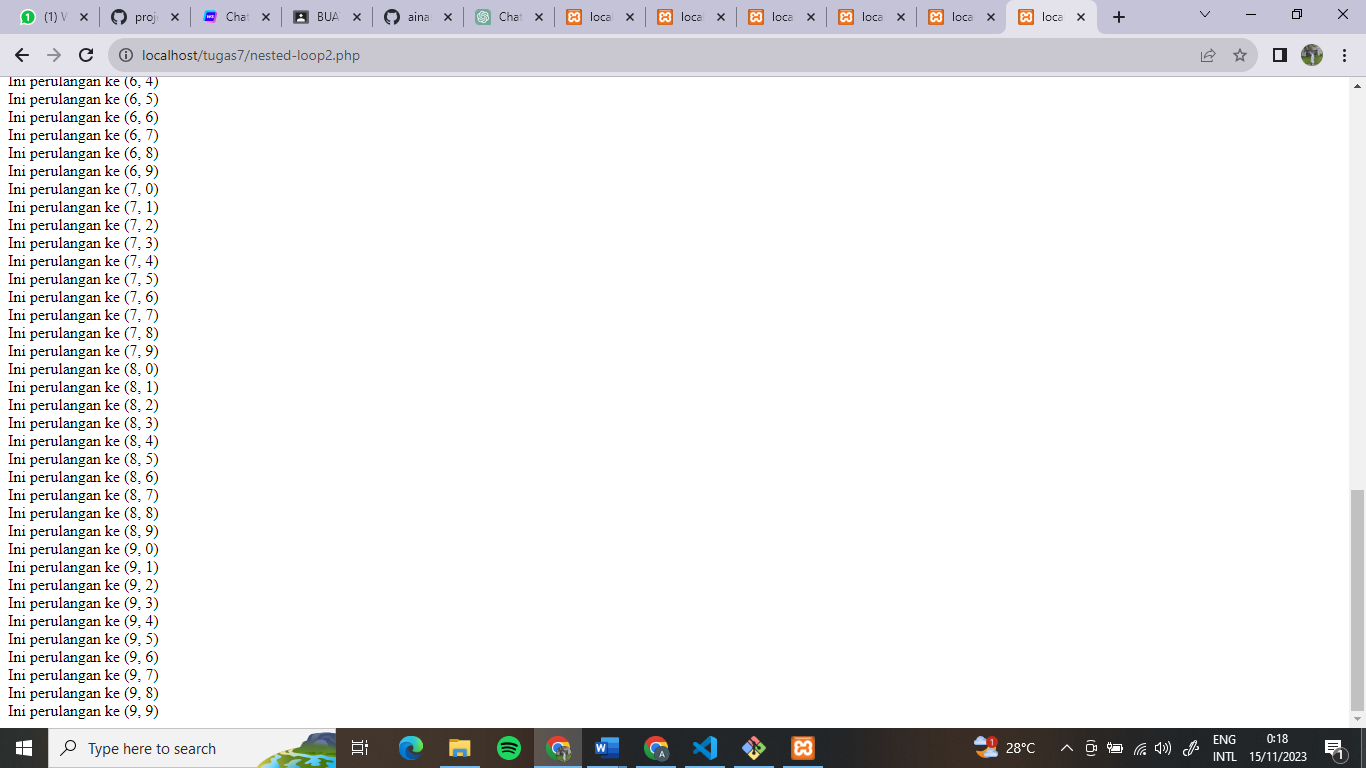 (1) V
proj
Chat
BUA
aina
Chat
loca
loca
loca
loca
loca
loca
localhost/tugas7/nested-loop2.php
Ini perulangan ke (6, 4)
Ini perulangan ke (6, 5)
Ini perulangan ke (6, 6)
Ini perulangan ke (6, 7)
Ini perulangan ke (6, 8)
Ini perulangan ke (6, 9)
Ini perulangan ke (7, 0)
Ini perulangan ke (7, 1)
Ini perulangan ke (7, 2)
Ini perulangan ke (7, 3)
Ini perulangan ke (7, 4)
Ini perulangan ke (7, 5)
Ini perulangan ke (7, 6)
Ini perulangan ke (7, 7)
Ini perulangan ke (7, 8)
Ini perulangan ke (7, 9)
Ini perulangan ke (8, 0)
Ini perulangan ke (8, 1)
Ini perulangan ke (8, 2)
Ini perulangan ke (8, 3)
Ini perulangan ke (8, 4)
Ini perulangan ke (8, 5)
Ini perulangan ke (8, 6)
Ini perulangan ke (8, 7)
Ini perulangan ke (8, 8)
Ini perulangan ke (8, 9)
Ini perulangan ke (9, 0)
Ini perulangan ke (9, 1)
Ini perulangan ke (9, 2)
Ini perulangan ke (9, 3)
Ini perulangan ke (9, 4)
Ini perulangan ke (9, 5)
Ini perulangan ke (9, 6)
Ini perulangan ke (9, 7)
Ini perulangan ke (9, 8)
Ini perulangan ke (9, 9)
Type here to search
28°C
ENG
INTL
0:18
15/11/2023